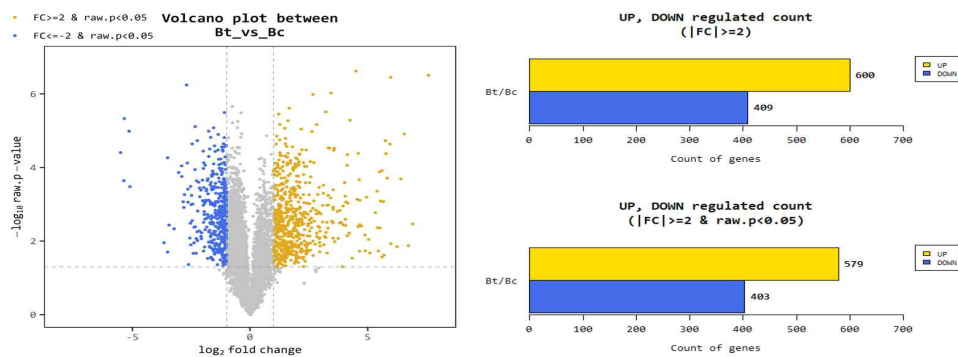 FC>=2 & raw.p<0.05
FC<=-2 & raw.p<0.05
Volcano plot between
Bt_vs_Bc
-log₁₀ raw.p-value
6
4
2
0
-5
0
5
log₂ fold change
UP, DOWN regulated count
(|FC|>=2)
UP
DOWN
Bt/Bc
600
409
0
100
200
300
400
500
600
700
Count of genes
UP, DOWN regulated count
(|FC|>=2 & raw.p<0.05)
UP
DOWN
Bt/Bc
579
403
0
100
200
300
400
500
600
700
Count of genes